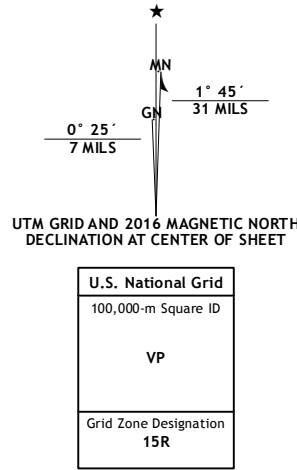 MN
GN
1° 45´
31 MILS
0° 25´
7 MILS
UTM GRID AND 2016 MAGNETIC NORTH
DECLINATION AT CENTER OF SHEET
U.S. National Grid
100,000-m Square ID
VP
Grid Zone Designation
15R